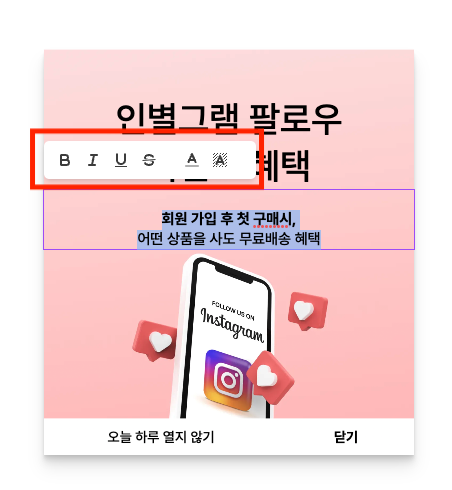 인별그램 팔로우
혜택
B I U S A A
회원 가입 후 첫 구매시,
어떤 상품을 사도 무료배송 혜택
FOLLOW US ON
Instagram
오늘 하루 열지 않기
닫기